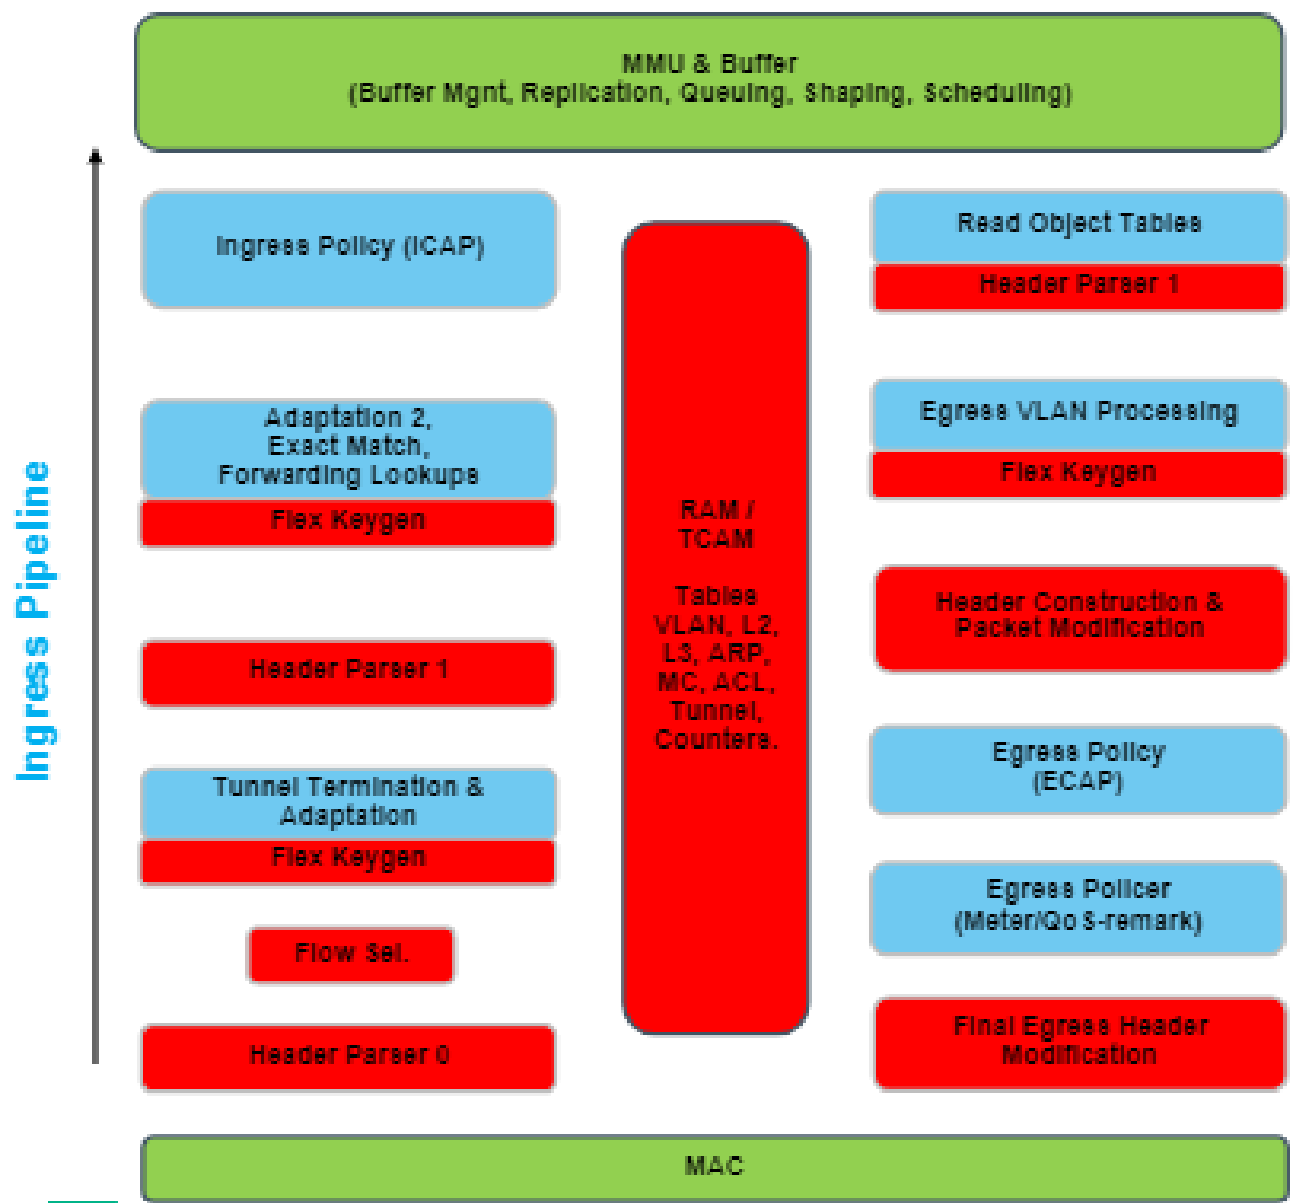 MMU & Buffer
(Buffer Mgnt, Replication, Queuing, Shaping, Scheduling)
Ingress Pipeline
Ingress Policy (ICAP)
Adaptation 2,
Exact Match,
Forwarding Lookups
Flex Keygen
Header Parser 1
Tunnel Termination &
Adaptation
Flex Keygen
Flow Sel.
Header Parser 0
RAM /
TCAM
Tables
VLAN, L2,
L3, ARP,
MC, ACL,
Tunnel,
Counters.
Read Object Tables
Header Parser 1
Egress VLAN Processing
Flex Keygen
Header Construction &
Packet Modification
Egress Policy
(ECAP)
Egress Policer
(Meter/QoS-remark)
Final Egress Header
Modification
MAC